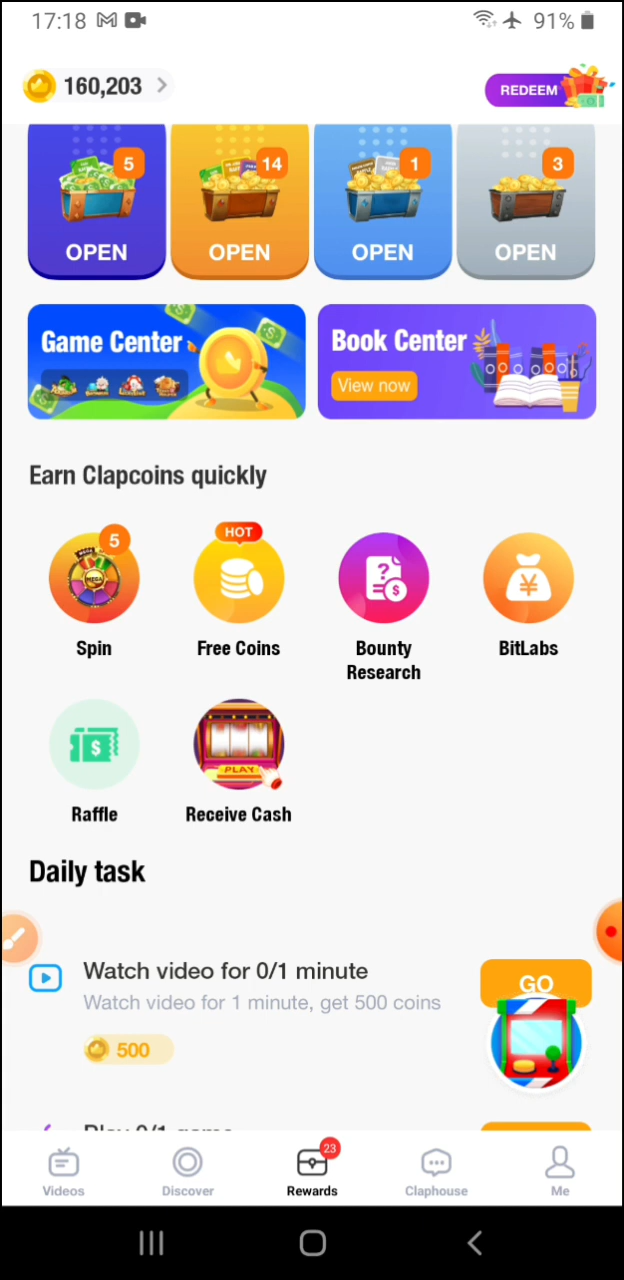 17:18
91%
160,203
REDEEM
5
14
1
3
OPEN
OPEN
OPEN
OPEN
Game Center
Book Center
View now
Earn Clapcoins quickly
5
HOT
MEGA
Spin
Free Coins
Bounty
Research
BitLabs
PLAY
Raffle
Receive Cash
Daily task
Watch video for 0/1 minute
GO
Watch video for 1 minute, get 500 coins
500
Play 0/1 game
23
Videos
Discover
Rewards
Claphouse
Me